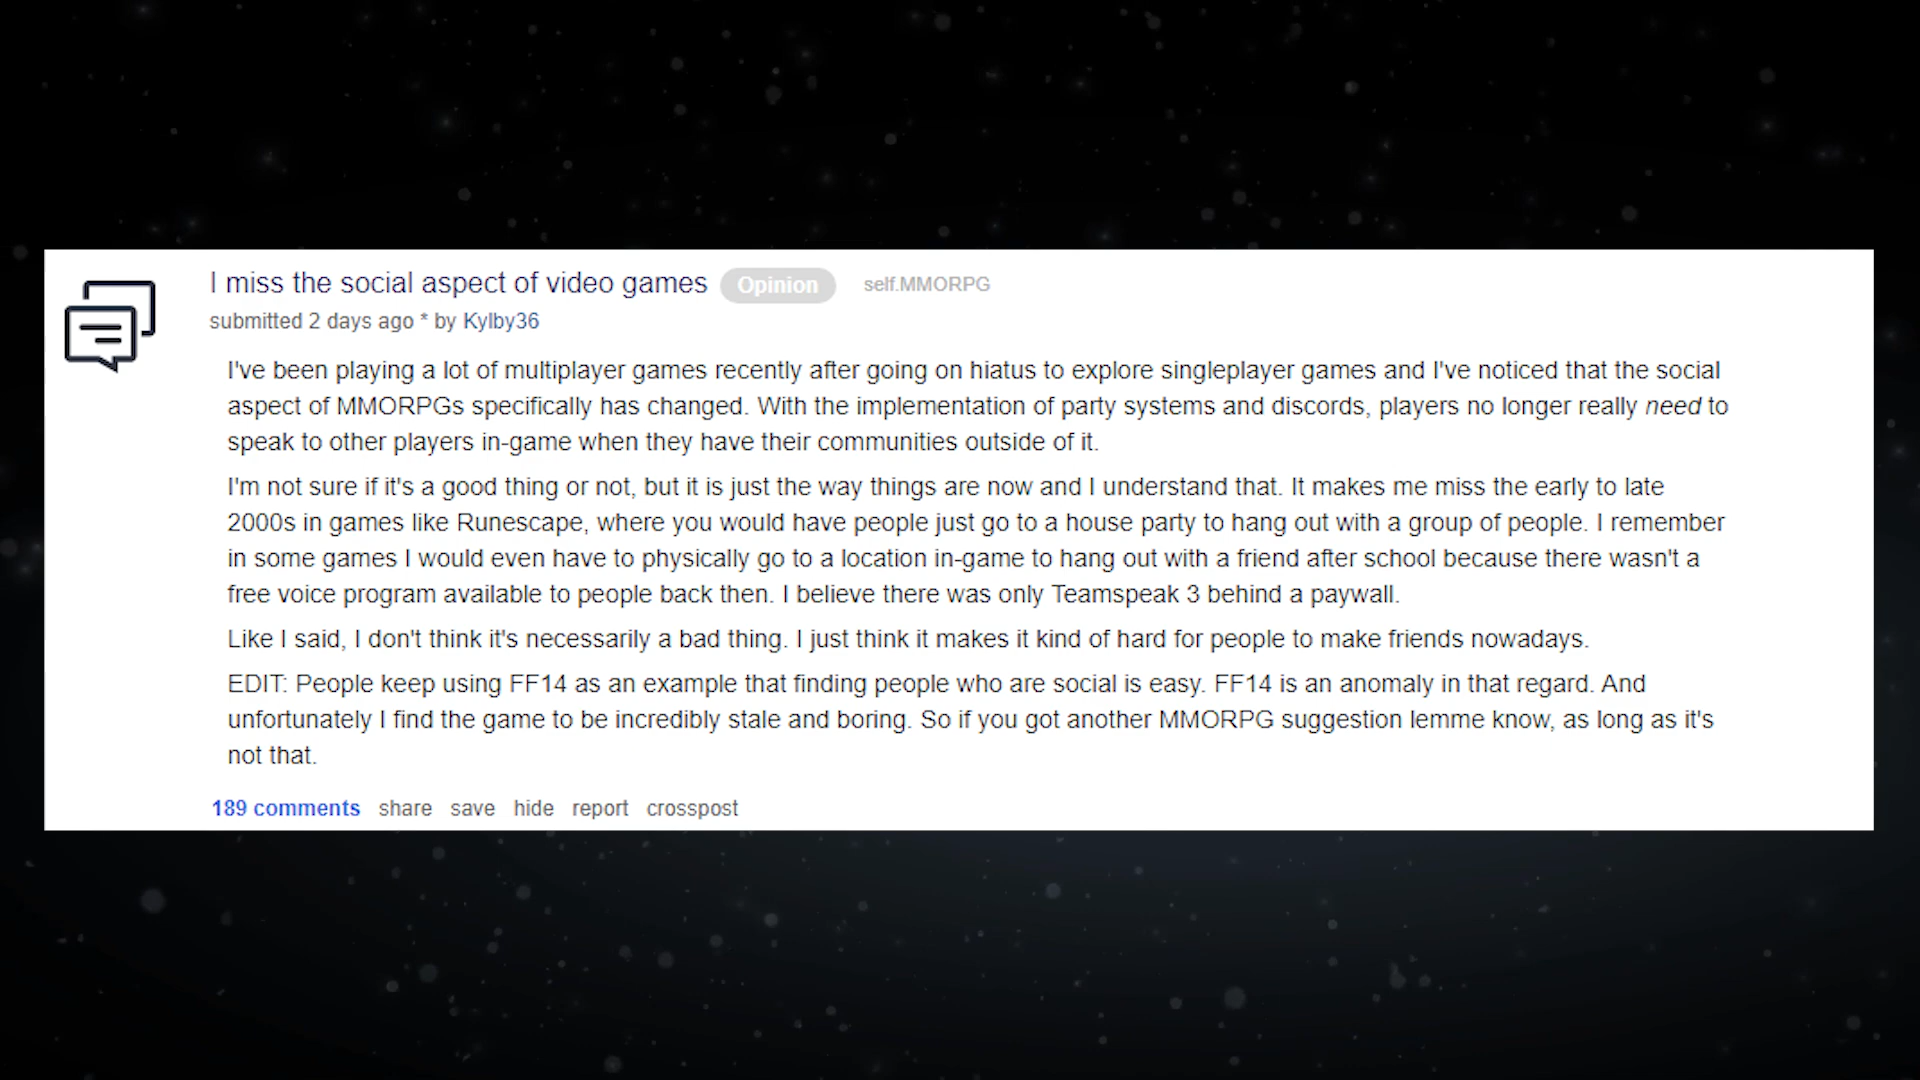 I miss the social aspect of video games Opinion self.MMORPG
submitted 2 days ago * by Kylby36
I've been playing a lot of multiplayer games recently after going on hiatus to explore singleplayer games and I've noticed that the social
aspect of MMORPGs specifically has changed. With the implementation of party systems and discords, players no longer really need to
speak to other players in-game when they have their communities outside of it.
I'm not sure if it's a good thing or not, but it is just the way things are now and I understand that. It makes me miss the early to late
2000s in games like Runescape, where you would have people just go to a house party to hang out with a group of people. I remember
in some games I would even have to physically go to a location in-game to hang out with a friend after school because there wasn't a
free voice program available to people back then. I believe there was only Teamspeak 3 behind a paywall.
Like I said, I don't think it's necessarily a bad thing. I just think it makes it kind of hard for people to make friends nowadays.
EDIT: People keep using FF14 as an example that finding people who are social is easy. FF14 is an anomaly in that regard. And
unfortunately I find the game to be incredibly stale and boring. So if you got another MMORPG suggestion lemme know, as long as it's
not that.
189 comments share save hide report crosspost